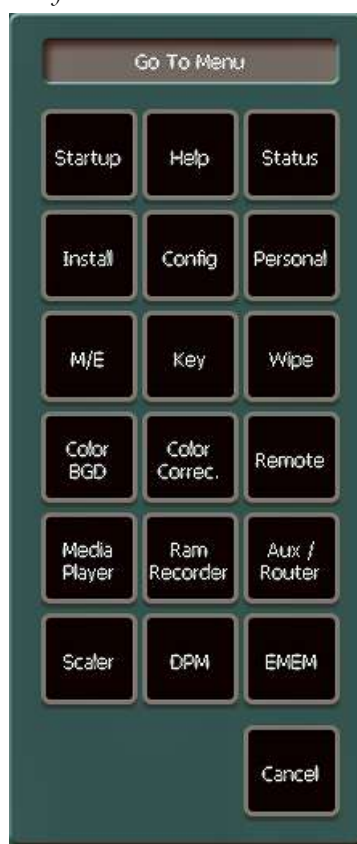 Go To Menu
Startup
Help
Status
Install
Config
Personal
M/E
Key
Wipe
Color
BGD
Color
Correc.
Remote
Media
Player
Ram
Recorder
Aux /
Router
Scaler
DPM
EMEM
Cancel